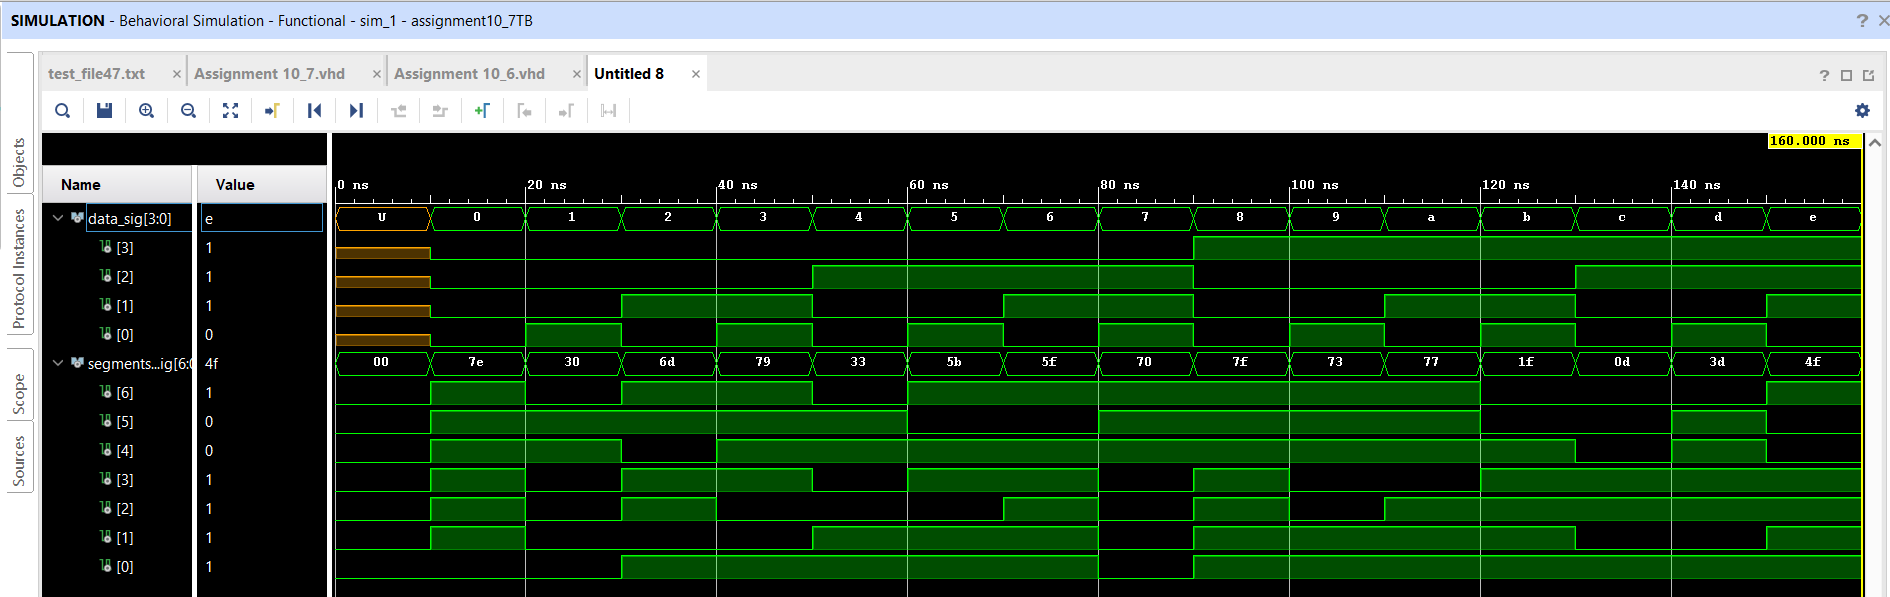 SIMULATION - Behavioral Simulation - Functional - sim_1 - assignment10_7TB
? ×
test_file47.txt × Assignment 10_7.vhd × Assignment 10_6.vhd × Untitled 8 ×
?
Objects
Protocol Instances
Scope
Sources
160.000 ns
Name Value
0 ns 20 ns 40 ns 60 ns 80 ns 100 ns 120 ns 140 ns
data_sig[3:0] e U 0 1 2 3 4 5 6 7 8 9 a b c d e
[3] 1
[2] 1
[1] 1
[0] 0
segments...ig[6:0 4f 00 7e 30 6d 79 33 5b 5f 70 7f 73 77 1f 0d 3d 4f
[6] 1
[5] 0
[4] 0
[3] 1
[2] 1
[1] 1
[0] 1